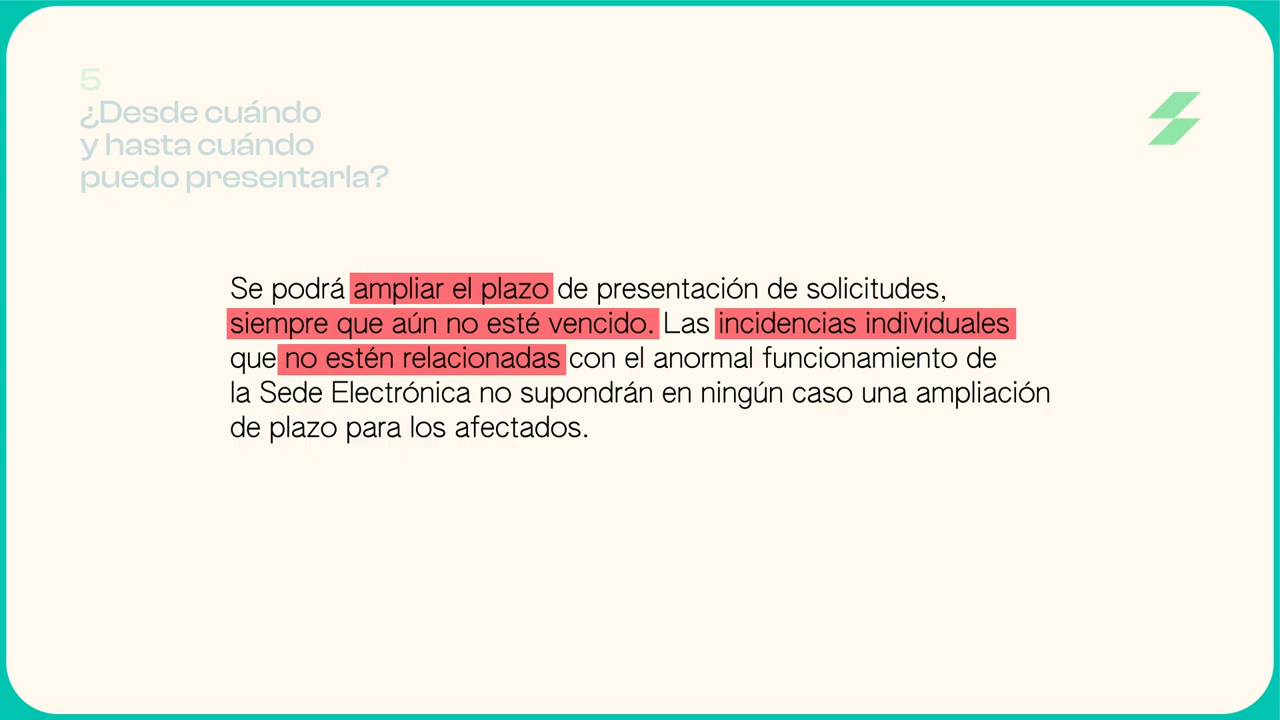 5
¿Desde cuándo
y hasta cuándo
puedo presentarla?
Se podrá ampliar el plazo de presentación de solicitudes,
siempre que aún no esté vencido. Las incidencias individuales
que no estén relacionadas con el anormal funcionamiento de
la Sede Electrónica no supondrán en ningún caso una ampliación
de plazo para los afectados.